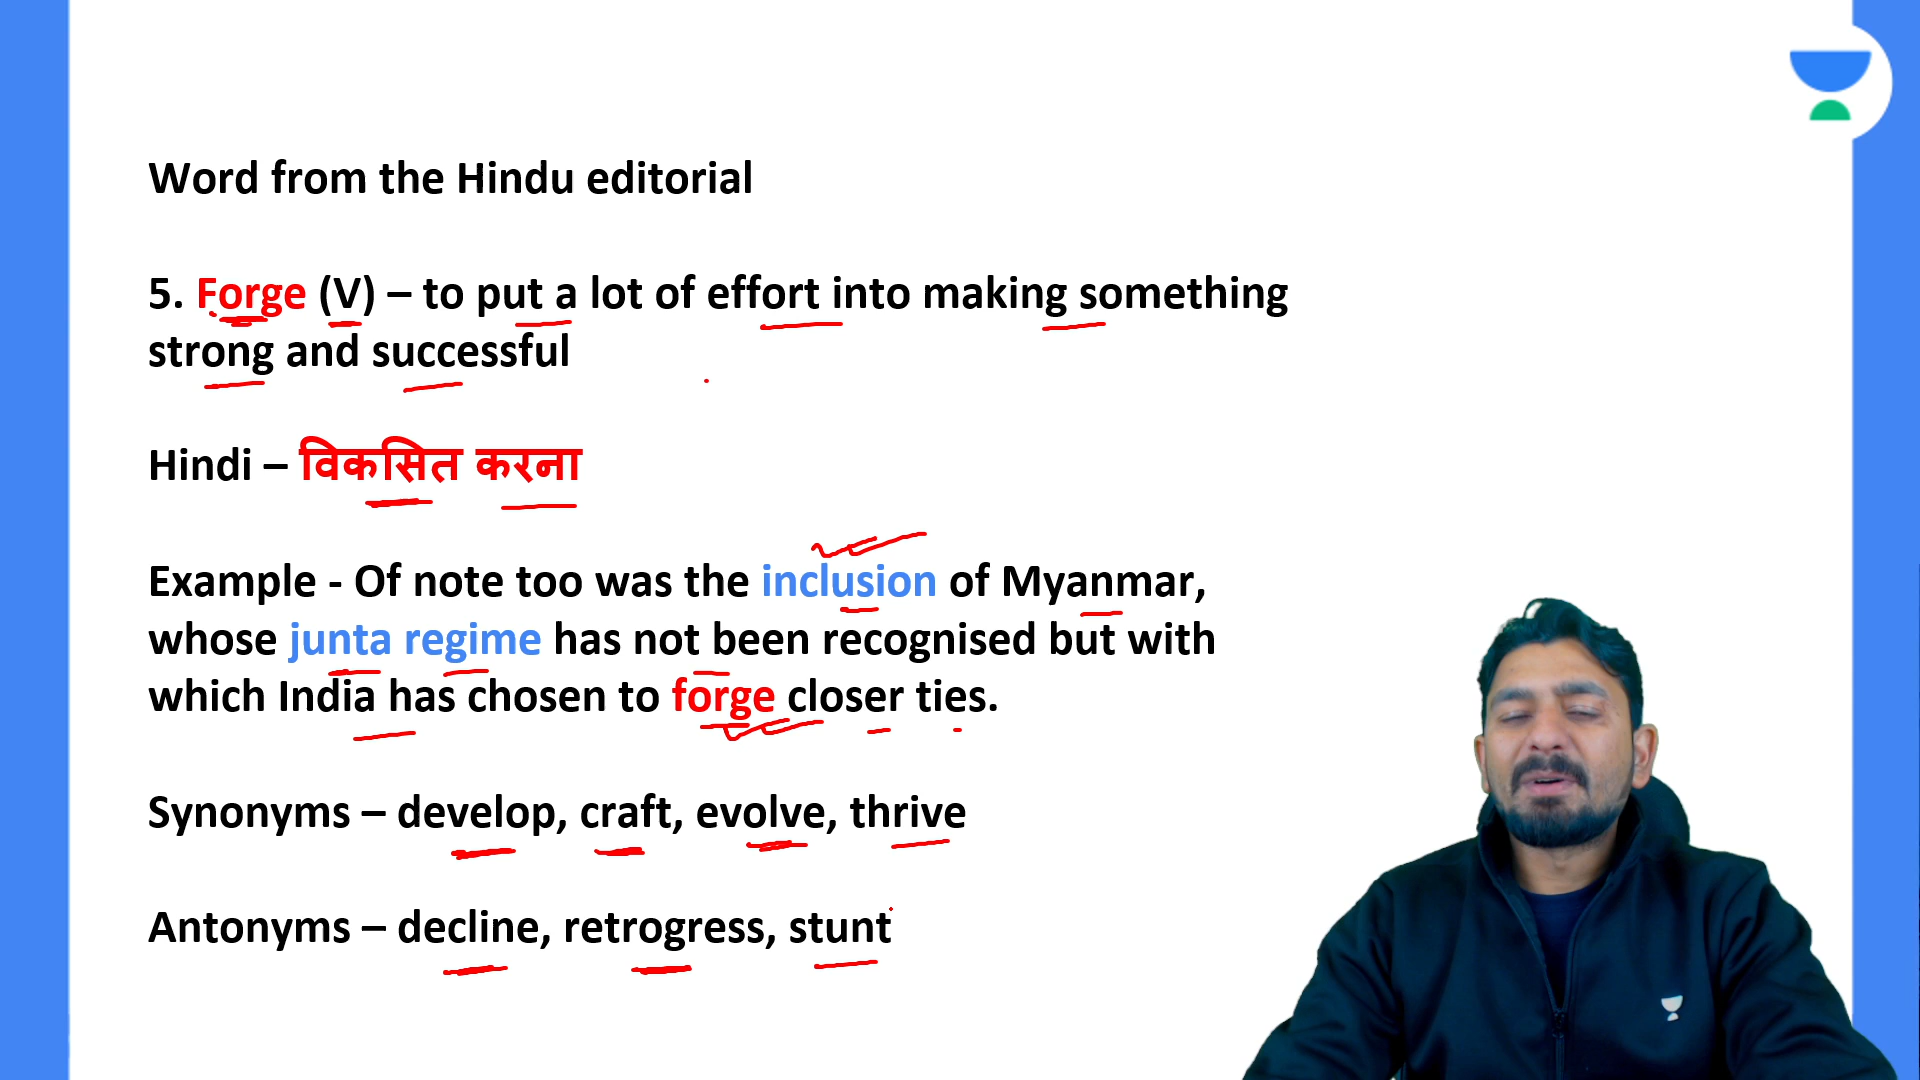 Word from the Hindu editorial
5. Forge (V) – to put a lot of effort into making something
strong and successful
Hindi – विकसित करना
Example - Of note too was the inclusion of Myanmar,
whose junta regime has not been recognised but with
which India has chosen to forge closer ties.
Synonyms – develop, craft, evolve, thrive
Antonyms – decline, retrogress, stunt